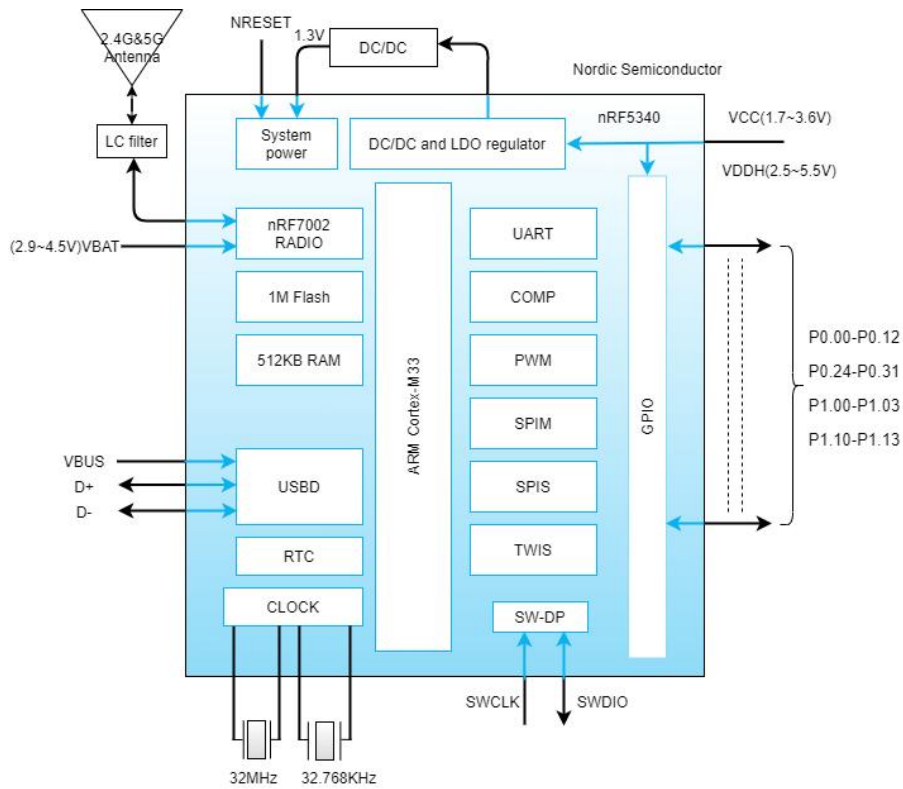 NRESET
1.3V
DC/DC
2.4G&5G
Antenna
Nordic Semiconductor
LC filter
System
power
DC/DC and LDO regulator
nRF5340
VCC(1.7~3.6V)
VDDH(2.5~5.5V)
nRF7002
RADIO
(2.9~4.5V)VBAT
UART
1M Flash
COMP
512KB RAM
PWM
ARM Cortex-M33
GPIO
P0.00-P0.12
P0.24-P0.31
P1.00-P1.03
P1.10-P1.13
SPIM
VBUS
D+
D-
USBD
SPIS
RTC
TWIS
CLOCK
SW-DP
SWCLK
SWDIO
32MHz
32.768KHz